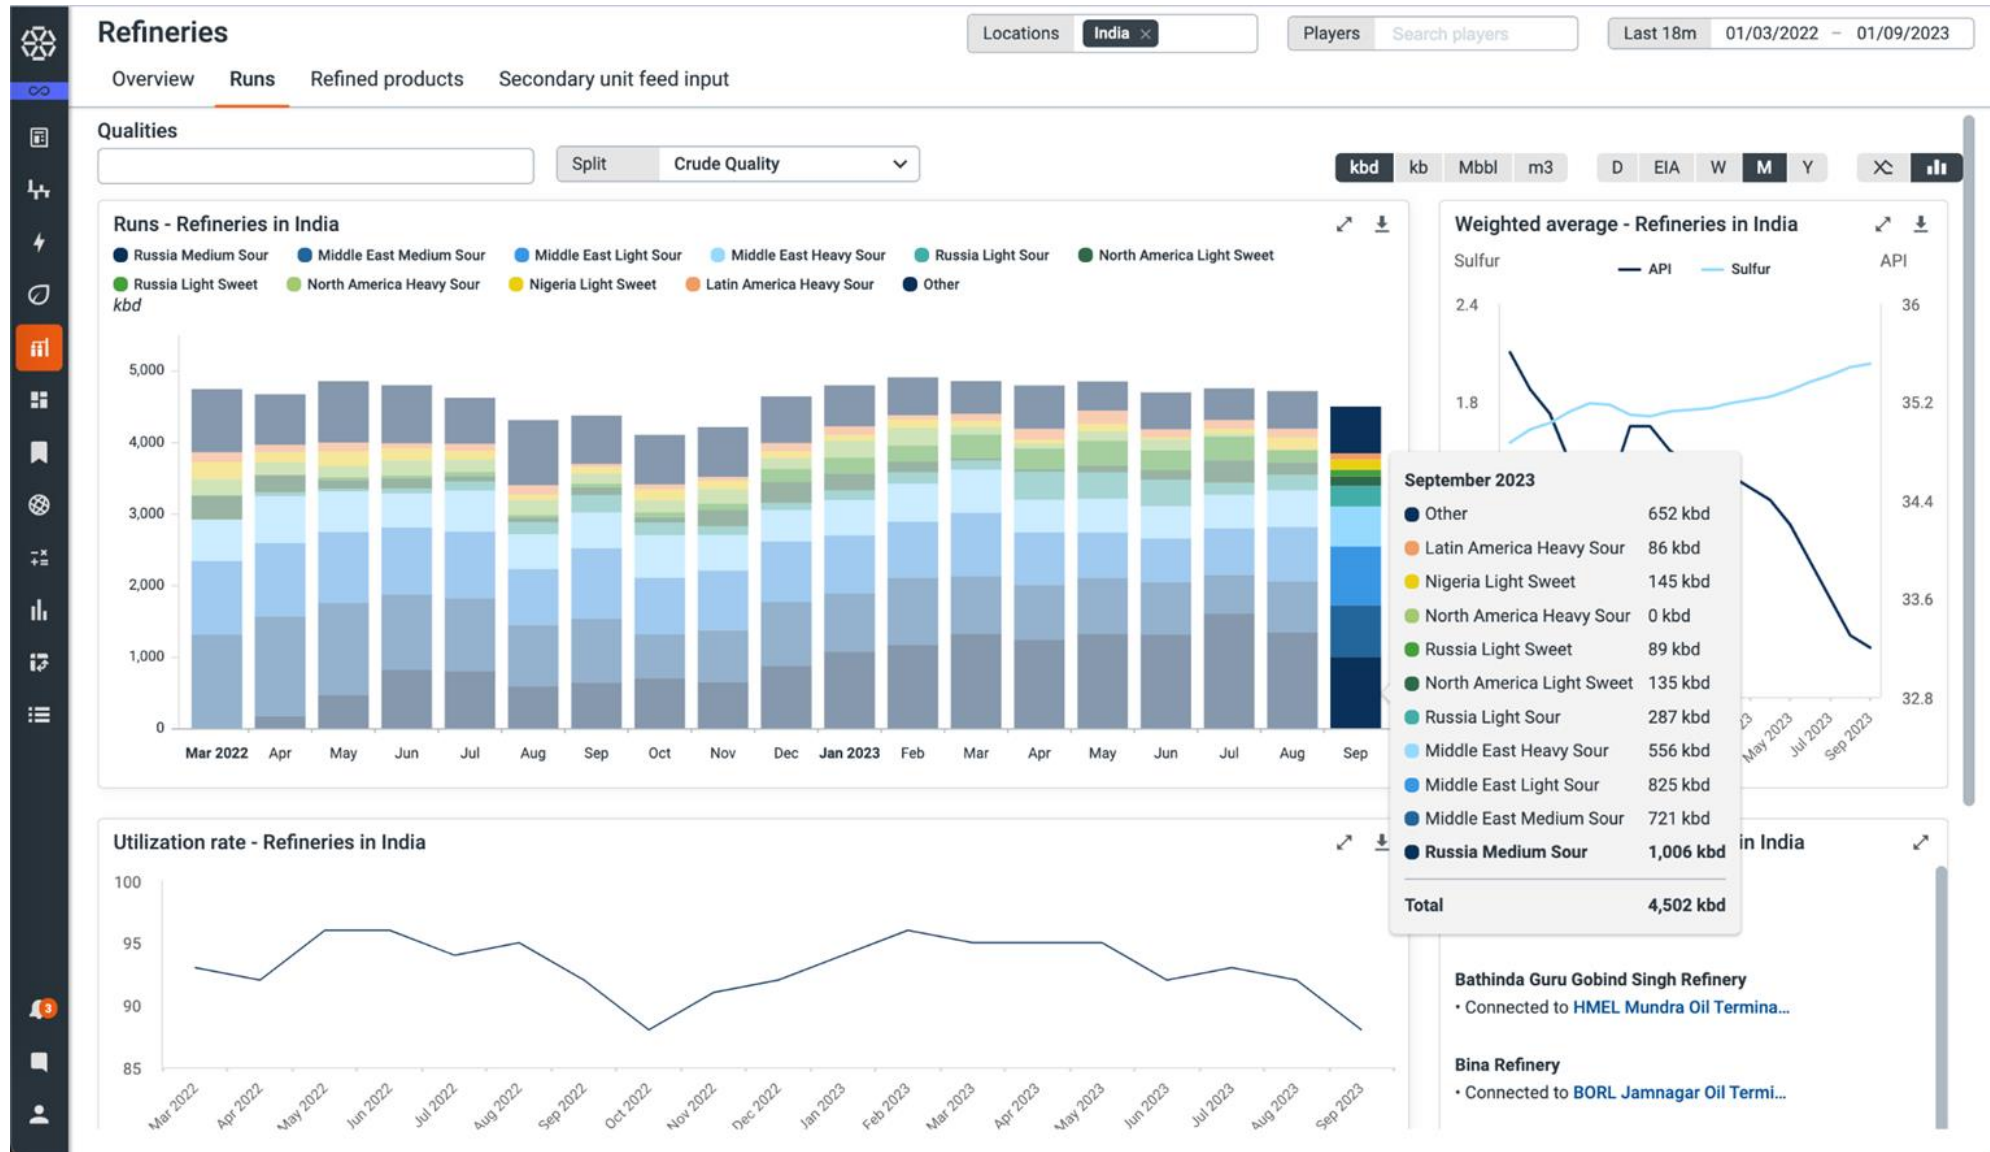 Refineries
Locations India × Players Search players Last 18m 01/03/2022 – 01/09/2023
Overview Runs Refined products Secondary unit feed input
Qualities
Split Crude Quality
kbd kb Mbbl m3 D EIA W M Y
Runs - Refineries in India
Russia Medium Sour Middle East Medium Sour Middle East Light Sour Middle East Heavy Sour Russia Light Sour North America Light Sweet
Russia Light Sweet North America Heavy Sour Nigeria Light Sweet Latin America Heavy Sour Other
kbd
5,000
4,000
3,000
2,000
1,000
0
Mar 2022 Apr May Jun Jul Aug Sep Oct Nov Dec Jan 2023 Feb Mar Apr May Jun Jul Aug Sep
Weighted average - Refineries in India
Sulfur API Sulfur API
2.4 36
1.8 35.2
34.4
33.6
32.8
23 May 2023 Jul 2023 Sep 2023
September 2023
Other 652 kbd
Latin America Heavy Sour 86 kbd
Nigeria Light Sweet 145 kbd
North America Heavy Sour 0 kbd
Russia Light Sweet 89 kbd
North America Light Sweet 135 kbd
Russia Light Sour 287 kbd
Middle East Heavy Sour 556 kbd
Middle East Light Sour 825 kbd
Middle East Medium Sour 721 kbd
Russia Medium Sour 1,006 kbd
Total 4,502 kbd
Utilization rate - Refineries in India
100
95
90
85
Mar 2022 Apr 2022 May 2022 Jun 2022 Jul 2022 Aug 2022 Sep 2022 Oct 2022 Nov 2022 Dec 2022 Jan 2023 Feb 2023 Mar 2023 Apr 2023 May 2023 Jun 2023 Jul 2023 Aug 2023 Sep 2023
in India
Bathinda Guru Gobind Singh Refinery
• Connected to HMEL Mundra Oil Termina...
Bina Refinery
• Connected to BORL Jamnagar Oil Termi...
3